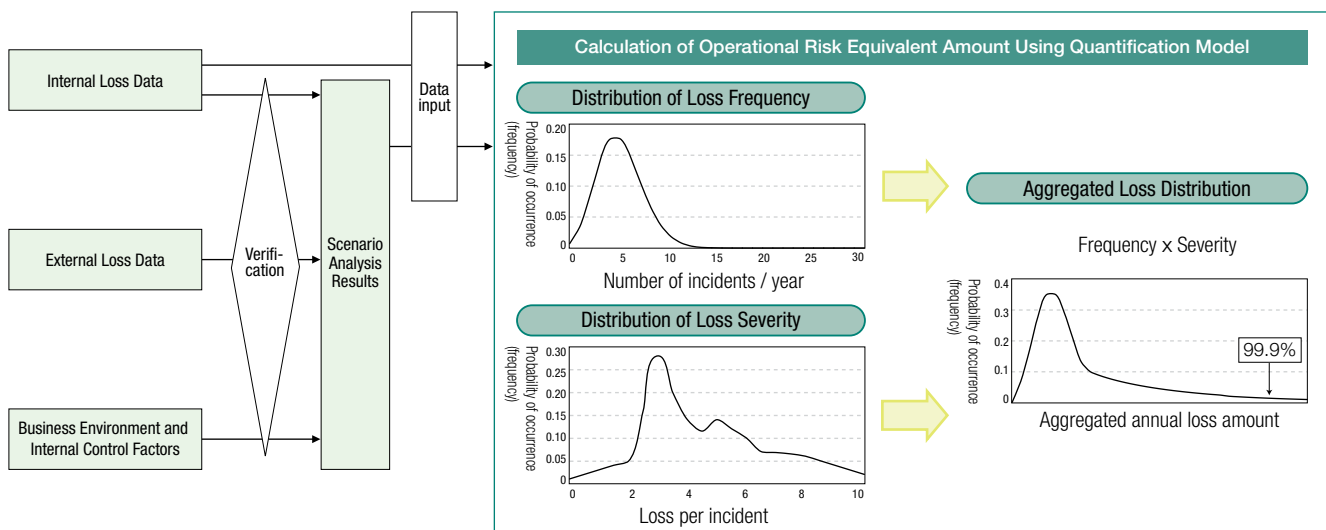 Internal Loss Data
External Loss Data
Business Environment and
Internal Control Factors
Verifi-
cation
Scenario
Analysis
Results
Data
input
Calculation of Operational Risk Equivalent Amount Using Quantification Model
Distribution of Loss Frequency
Probability of occurrence
(frequency)
0.20
0.15
0.10
0.05
0
0 5 10 15 20 25 30
Number of incidents / year
Distribution of Loss Severity
Probability of occurrence
(frequency)
0.30
0.25
0.20
0.15
0.10
0.05
0
0 2 4 6 8 10
Loss per incident
Aggregated Loss Distribution
Frequency x Severity
Probability of occurrence
(frequency)
0.4
0.3
0.2
0.1
0
99.9%
Aggregated annual loss amount